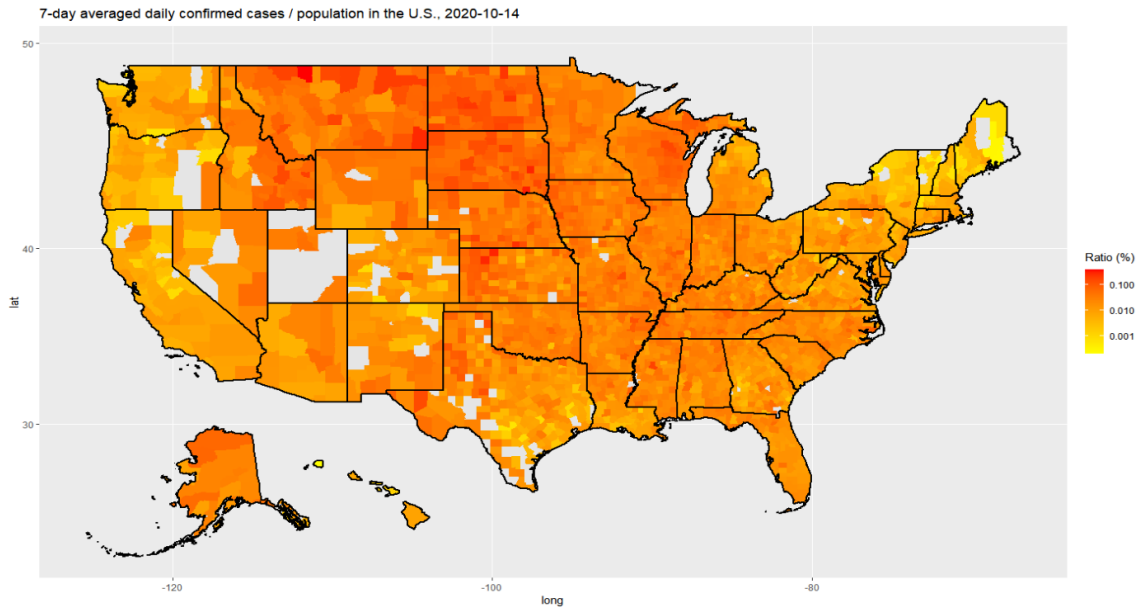 7-day averaged daily confirmed cases / population in the U.S., 2020-10-14
50
40
30
lat
-120
-100
-80
long
Ratio (%)
0.100
0.010
0.001